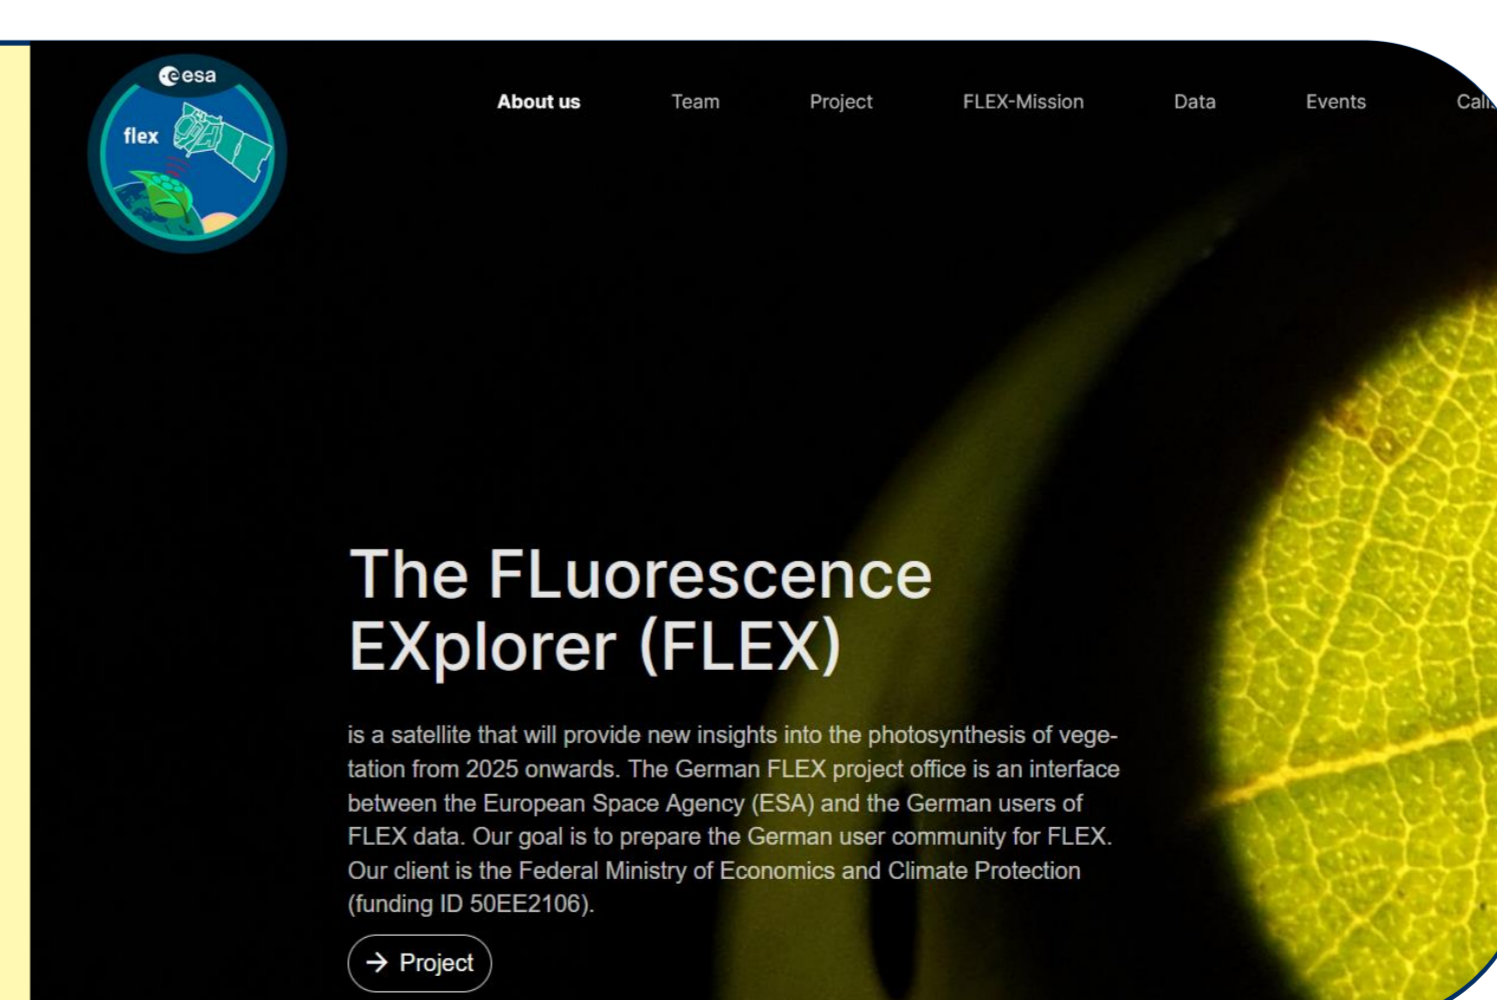 esa
flex
About us Team Project FLEX-Mission Data Events
The FLuorescence
EXplorer (FLEX)
is a satellite that will provide new insights into the photosynthesis of vege-
tation from 2025 onwards. The German FLEX project office is an interface
between the European Space Agency (ESA) and the German users of
FLEX data. Our goal is to prepare the German user community for FLEX.
Our client is the Federal Ministry of Economics and Climate Protection
(funding ID 50EE2106).
→ Project